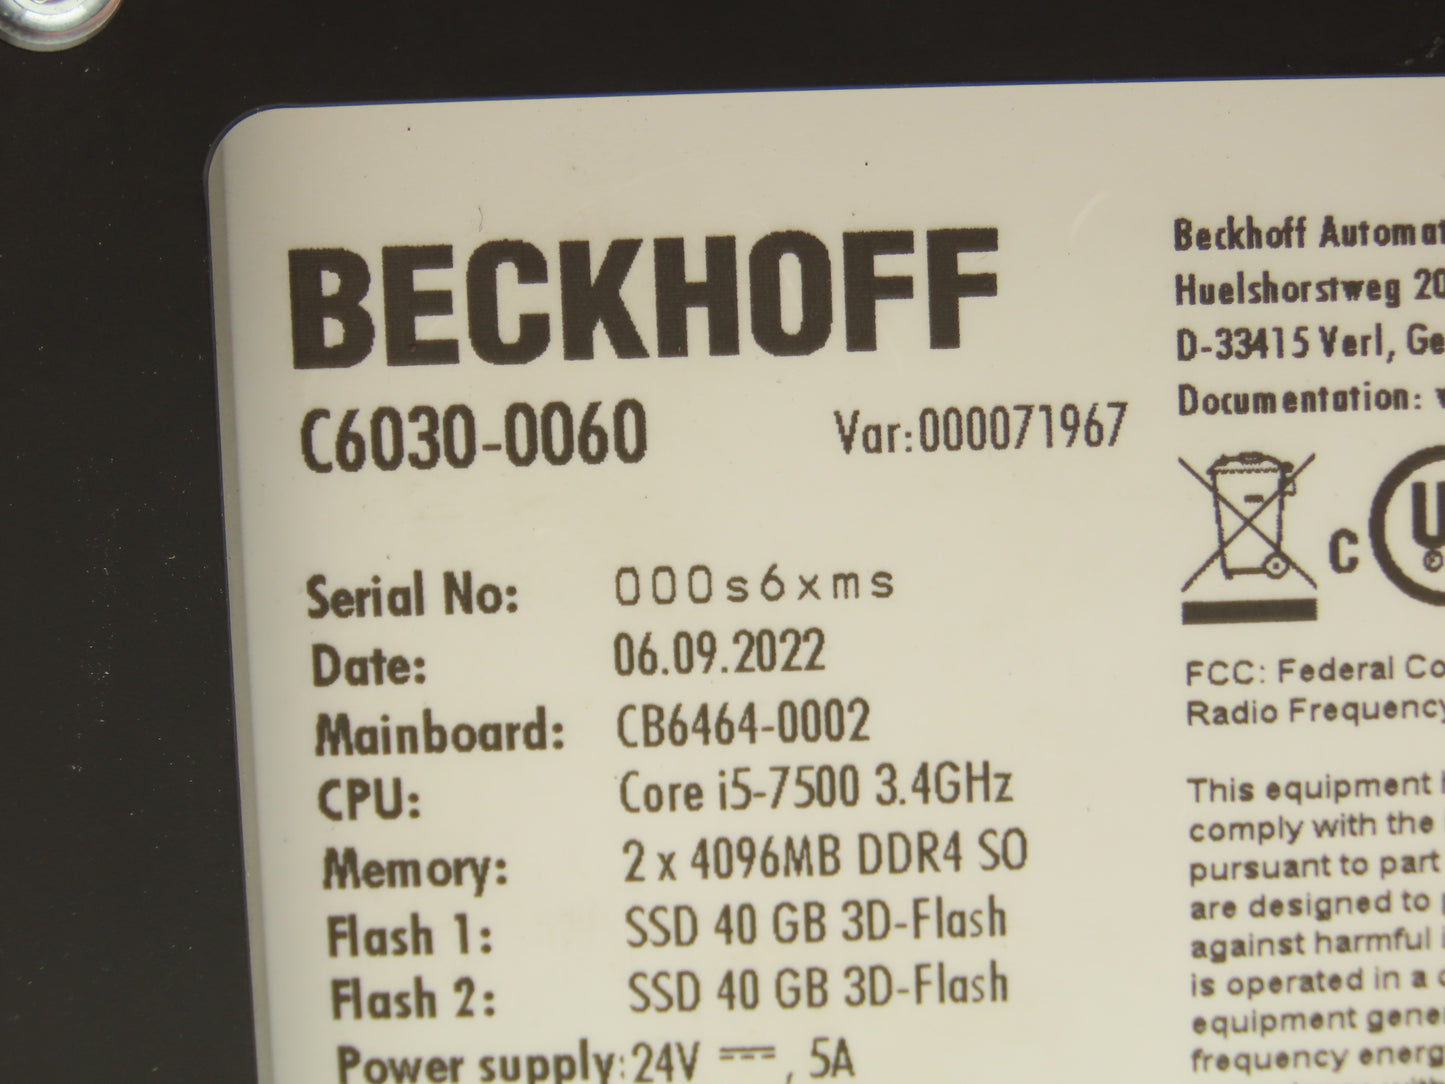 BECKHOFF
C6030-0060 Var:000071967
Serial No: 000s6xms
Date: 06.09.2022
Mainboard: CB6464-0002
CPU: Core i5-7500 3.4GHz
Memory: 2 x 4096MB DDR4 SO
Flash 1: SSD 40 GB 3D-Flash
Flash 2: SSD 40 GB 3D-Flash
Power supply: 24V ⎓, 5A
Beckhoff Automat
Huelshorstweg 20
D-33415 Verl, Ge
Documentation:
C U
FCC: Federal Co
Radio Frequency
This equipment
comply with the
pursuant to part
are designed to
against harmful
is operated in a
equipment gene
frequency energ